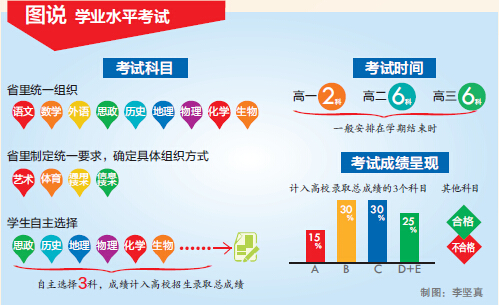 图说 学业水平考试
考试科目
省里统一组织
语文 数学 外语 思政 历史 地理 物理 化学 生物
省里制定统一要求，确定具体组织方式
艺术 体育 通用技术 信息技术
学生自主选择
思政 历史 地理 物理 化学 生物
自主选择3科，成绩计入高校招生录取总成绩
考试时间
高一 2科 高二 6科 高三 6科
一般安排在学期结束时
考试成绩呈现
计入高校录取总成绩的3个科目 其他科目
15%
30%
30%
25%
A B C D+E
合格
不合格
制图：李坚真